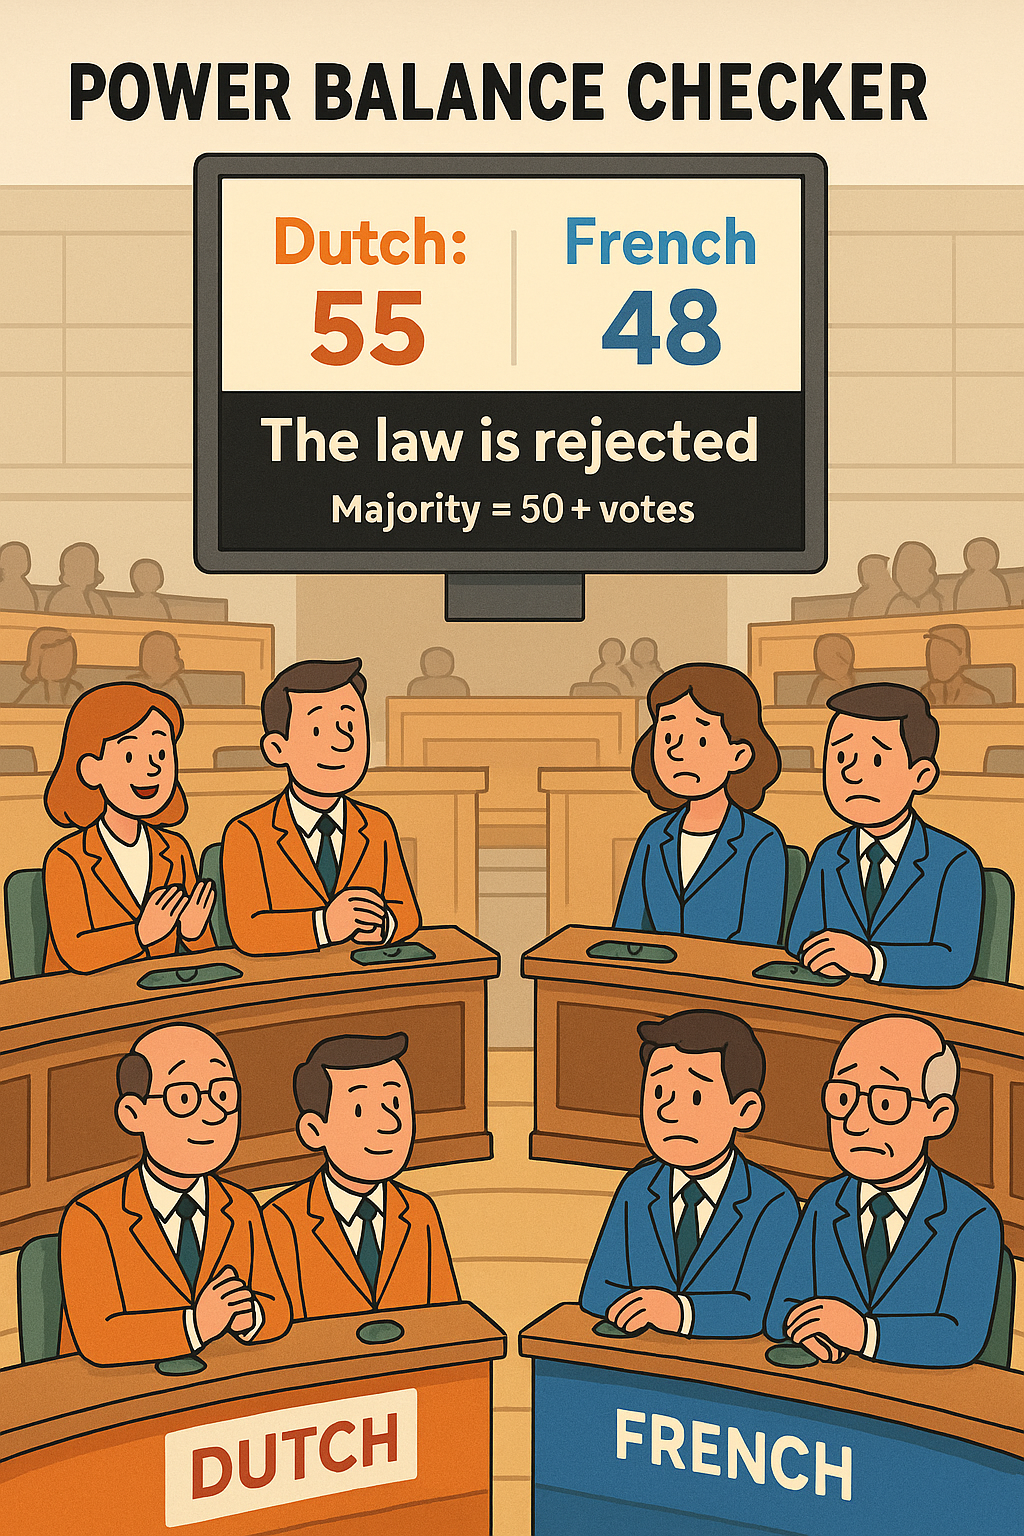 POWER BALANCE CHECKER
Dutch: French
55 48
The law is rejected
Majority = 50+ votes
DUTCH
FRENCH